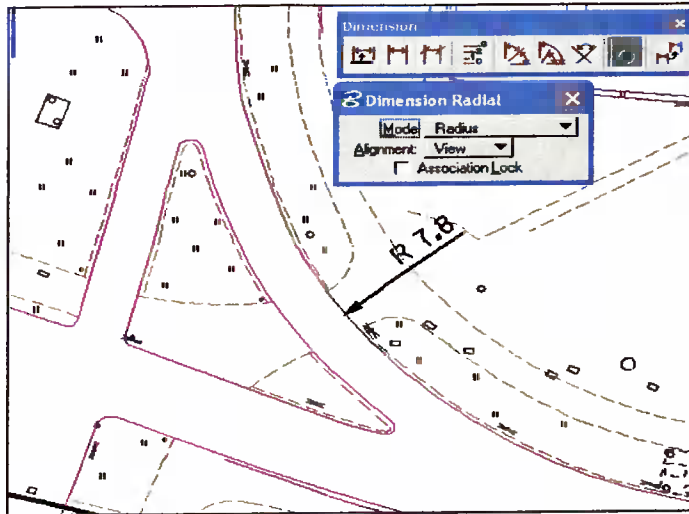 Dimension
Dimension Radial
Mode: Radius
Alignment: View
Association Lock
R 7.8